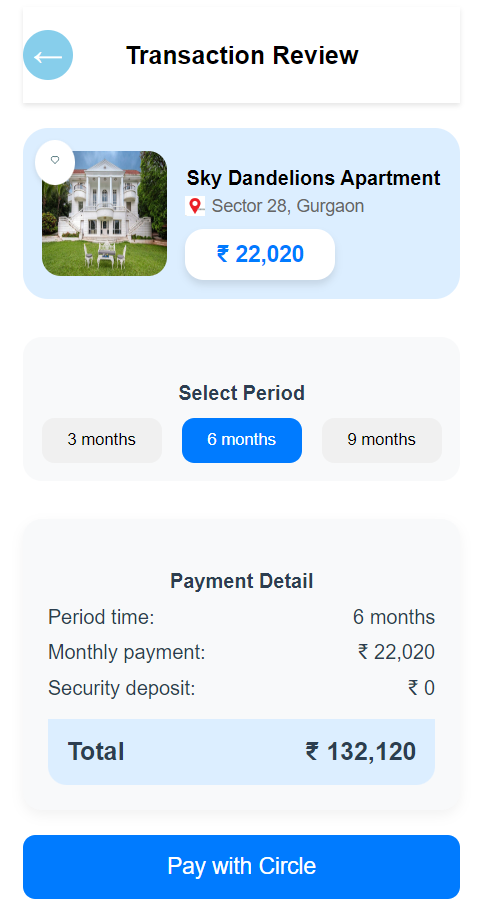 Transaction Review
Sky Dandelions Apartment
Sector 28, Gurgaon
₹ 22,020
Select Period
3 months 6 months 9 months
Payment Detail
Period time: 6 months
Monthly payment: ₹ 22,020
Security deposit: ₹ 0
Total ₹ 132,120
Pay with Circle